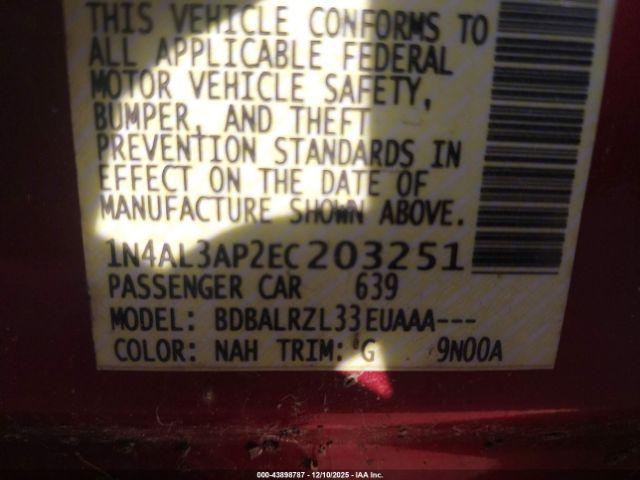 THIS VEHICLE CONFORMS TO
ALL APPLICABLE FEDERAL
MOTOR VEHICLE SAFETY,
BUMPER, AND THEFT
PREVENTION STANDARDS IN
EFFECT ON THE DATE OF
MANUFACTURE SHOWN ABOVE.
1N4AL3AP2EC203251
PASSENGER CAR 639
MODEL: BDBALRZL33EUAAA---
COLOR: NAH TRIM: G 9N00A
000-43898787 — 12/10/2025 — IAA Inc.